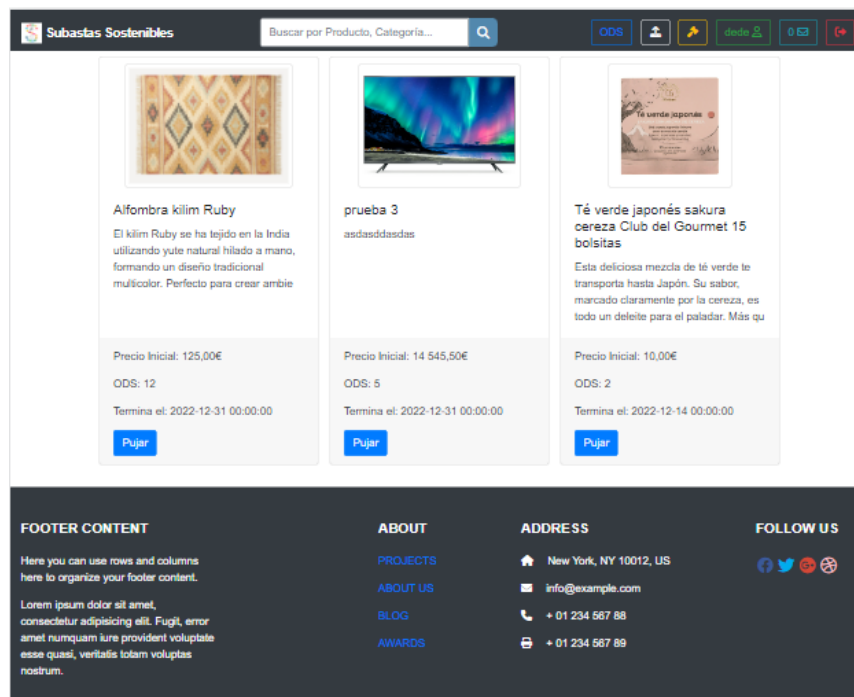 Subastas Sostenibles
Buscar por Producto, Categoría...
ODS
dede
0
Té verde japonés
Alfombra kilim Ruby
El kilim Ruby se ha tejido en la India
utilizando yute natural hilado a mano,
formando un diseño tradicional
multicolor. Perfecto para crear ambie
Precio Inicial: 125,00€
ODS: 12
Termina el: 2022-12-31 00:00:00
Pujar
prueba 3
asdasddasdas
Precio Inicial: 14 545,50€
ODS: 5
Termina el: 2022-12-31 00:00:00
Pujar
Té verde japonés sakura
cereza Club del Gourmet 15
bolsitas
Esta deliciosa mezcla de té verde te
transporta hasta Japón. Su sabor,
marcado claramente por la cereza, es
todo un deleite para el paladar. Más qu
Precio Inicial: 10,00€
ODS: 2
Termina el: 2022-12-14 00:00:00
Pujar
FOOTER CONTENT
Here you can use rows and columns
here to organize your footer content.
Lorem ipsum dolor sit amet,
consectetur adipisicing elit. Fugit, error
amet numquam iure provident voluptate
esse quasi, veritatis totam voluptas
nostrum.
ABOUT
PROJECTS
ABOUT US
BLOG
AWARDS
ADDRESS
New York, NY 10012, US
info@example.com
+ 01 234 567 88
+ 01 234 567 89
FOLLOW US